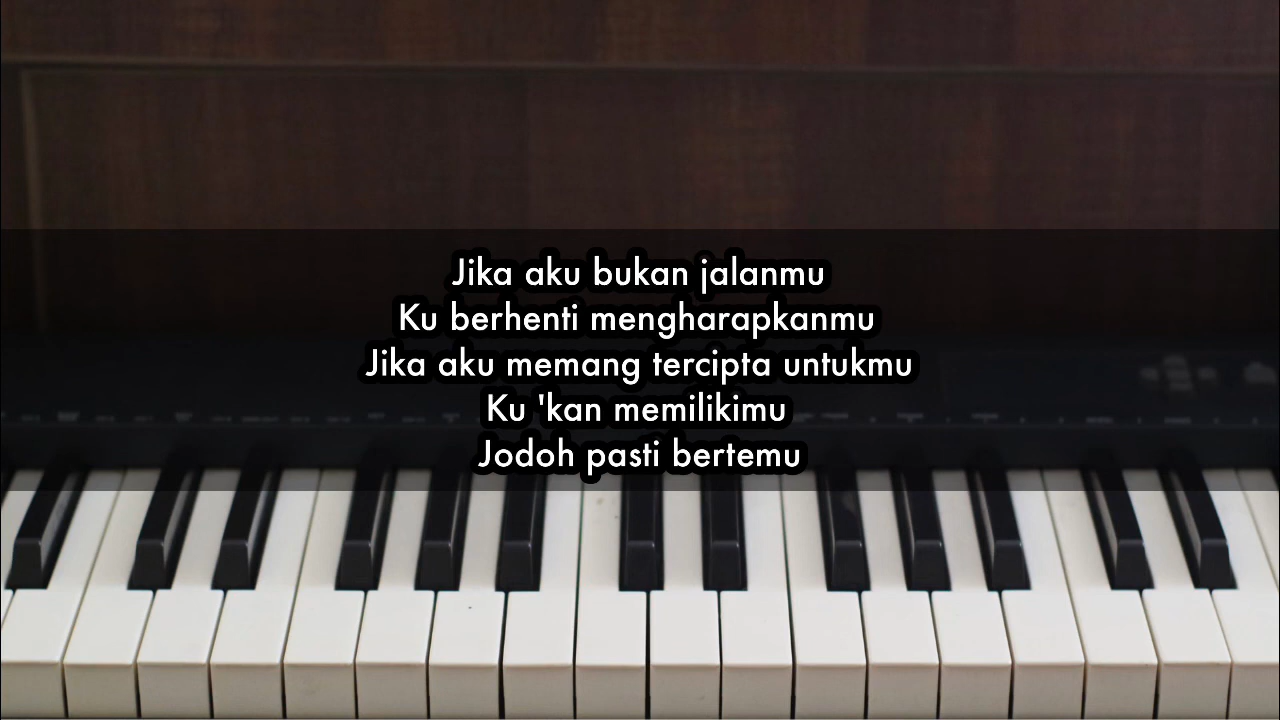 Jika aku bukan jalanmu
Ku berhenti mengharapkanmu
Jika aku memang tercipta untukmu
Ku 'kan memilikimu
Jodoh pasti bertemu